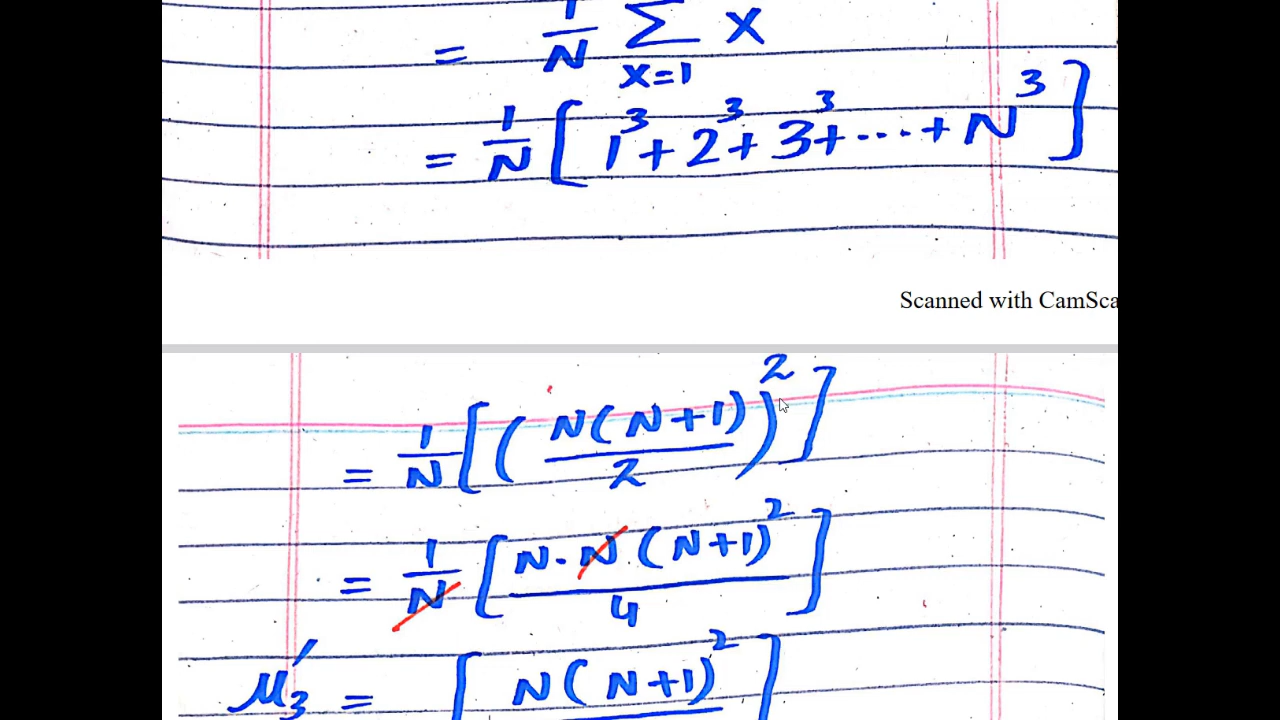 = 1/N Σ x
x=1
= 1/N [ 1³ + 2³ + 3³ + ... + N³ ]
Scanned with CamSca
= 1/N [ ( N(N+1) / 2 )² ]
= 1/N [ N · N (N+1)² / 4 ]
μ₃′ = [ N(N+1)² ]